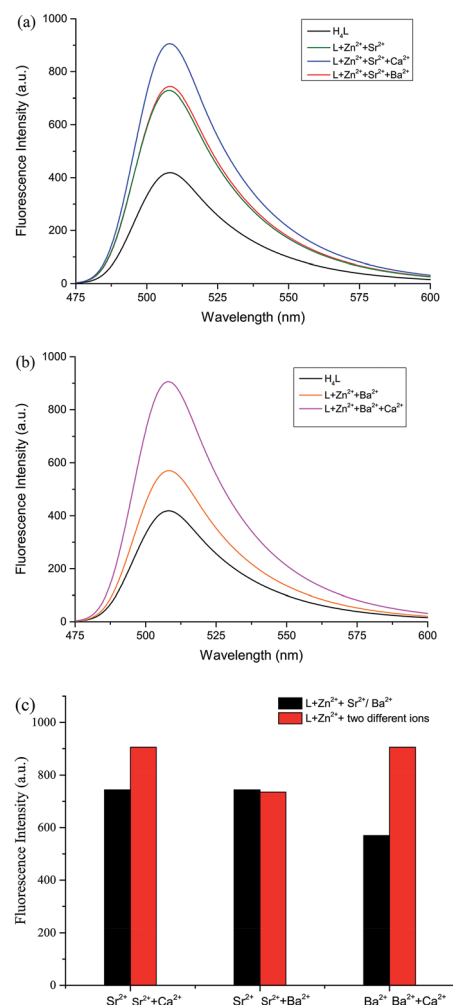 (a)
H₄L
L+Zn²⁺+Sr²⁺
L+Zn²⁺+Sr²⁺+Ca²⁺
L+Zn²⁺+Sr²⁺+Ba²⁺
1000
800
600
400
200
0
Fluorescence Intensity (a.u.)
475 500 525 550 575 600
Wavelength (nm)
(b)
H₄L
L+Zn²⁺+Ba²⁺
L+Zn²⁺+Ba²⁺+Ca²⁺
1000
800
600
400
200
0
Fluorescence Intensity (a.u.)
475 500 525 550 575 600
Wavelength (nm)
(c)
L+Zn²⁺+ Sr²⁺/ Ba²⁺
L+Zn²⁺+ two different ions
1000
800
600
400
200
0
Fluorescence Intensity (a.u.)
Sr²⁺ Sr²⁺+Ca²⁺ Sr²⁺ Sr²⁺+Ba²⁺ Ba²⁺ Ba²⁺+Ca²⁺